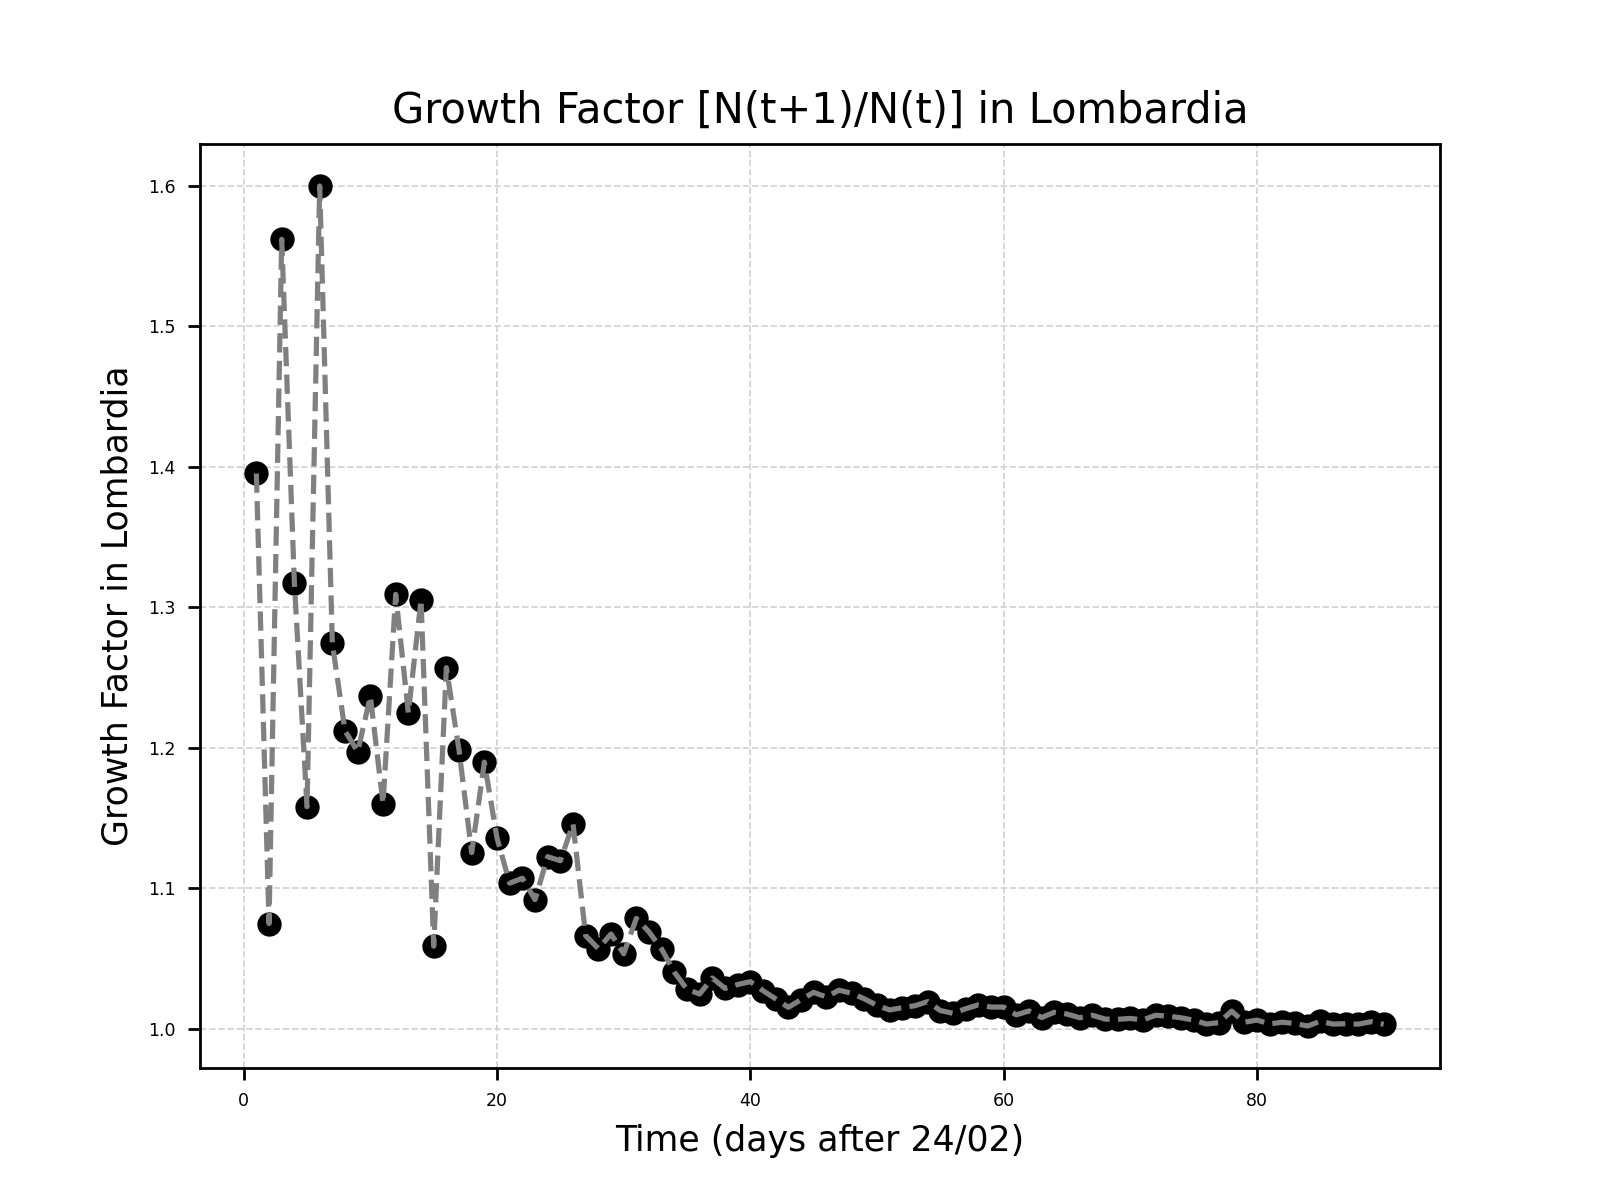 Growth Factor [N(t+1)/N(t)] in Lombardia
Growth Factor in Lombardia
1.6
1.5
1.4
1.3
1.2
1.1
1.0
0 20 40 60 80
Time (days after 24/02)